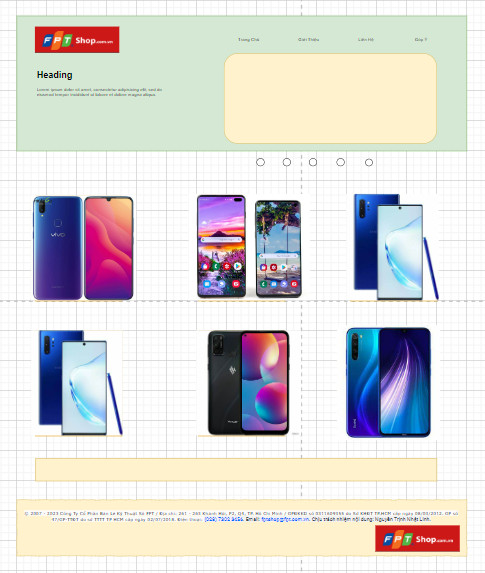 FPT Shop.com.vn
Trang Chủ Giới Thiệu Liên Hệ Góp Ý
Heading
Lorem ipsum dolor sit amet, consectetur adipisicing elit, sed do
eiusmod tempor incididunt ut labore et dolore magna aliqua.
vivo
© 2007 - 2023 Công Ty Cổ Phần Bán Lẻ Kỹ Thuật Số FPT / Địa chỉ: 261 - 263 Khánh Hội, P2, Q4, TP. Hồ Chí Minh / GPĐKKD số 0311609355 do Sở KHĐT TP.HCM cấp ngày 08/03/2012. GP số
47/GP-TTĐT do sở TTTT TP HCM cấp ngày 02/07/2018. Điện thoại: (028) 7302 3456. Email: fptshop@fpt.com.vn. Chịu trách nhiệm nội dung: Nguyễn Trịnh Nhật Linh.
FPT Shop.com.vn